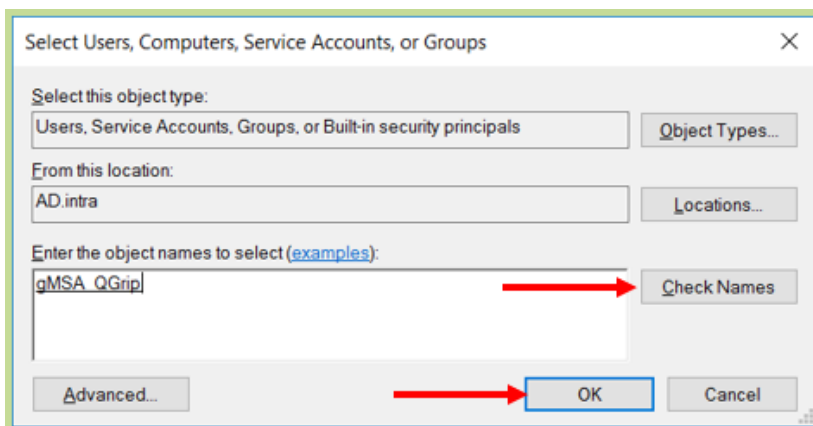 Select Users, Computers, Service Accounts, or Groups
Select this object type:
Users, Service Accounts, Groups, or Built-in security principals
Object Types...
From this location:
AD.intra
Locations...
Enter the object names to select (examples):
gMSA_QGrip
Check Names
Advanced...
OK
Cancel